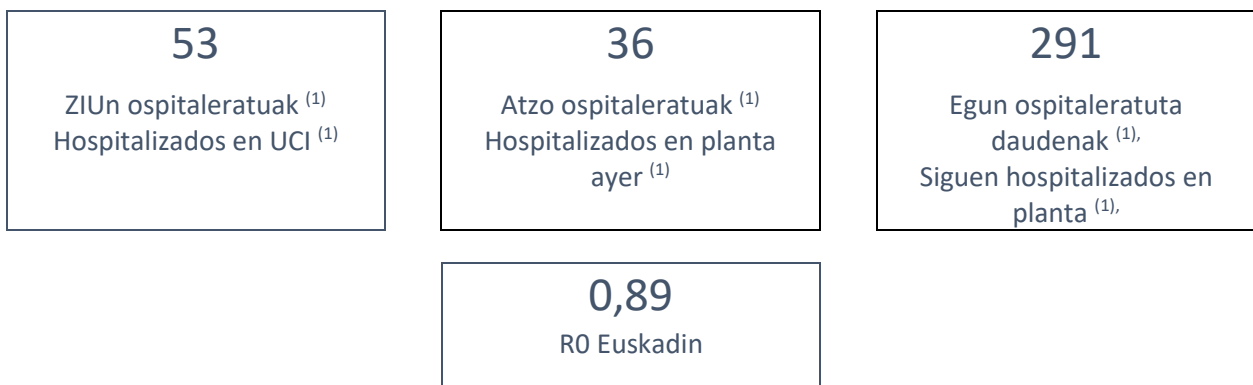 53
ZIUn ospitaleratuak (1)
Hospitalizados en UCI (1)
36
Atzo ospitaleratuak (1)
Hospitalizados en planta
ayer (1)
291
Egun ospitaleratuta
daudenak (1),
Siguen hospitalizados en
planta (1),
0,89
R0 Euskadin